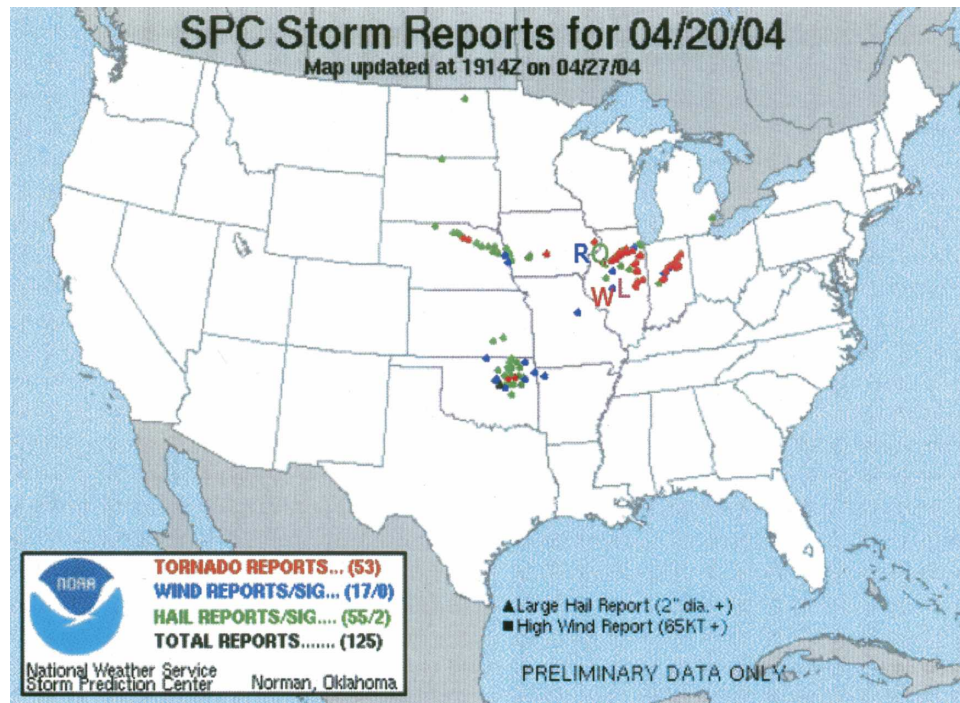 SPC Storm Reports for 04/20/04
Map updated at 1914Z on 04/27/04
R Q
W L
NOAA
TORNADO REPORTS... (53)
WIND REPORTS/SIG... (17/0)
HAIL REPORTS/SIG.... (55/2)
TOTAL REPORTS....... (125)
National Weather Service
Storm Prediction Center
Norman, Oklahoma
▲Large Hail Report (2" dia. +)
■High Wind Report (65KT +)
PRELIMINARY DATA ONLY.